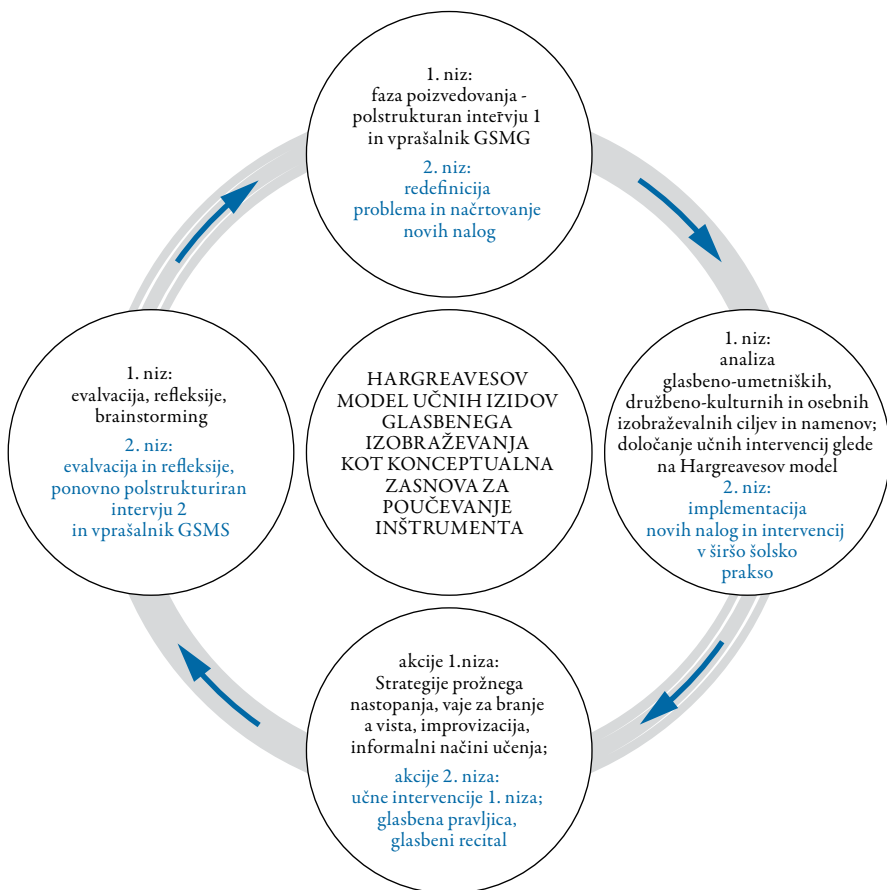 1. niz:
faza poizvedovanja -
polstrukturan intervju 1
in vprašalnik GSMG
2. niz:
redefinicija
problema in načrtovanje
novih nalog
1. niz:
analiza
glasbeno-umetniških,
družbeno-kulturnih in osebnih
izobraževalnih ciljev in namenov;
določanje učnih intervencij glede
na Hargreavesov model
2. niz:
implementacija
novih nalog in intervencij
v širšo šolsko
prakso
akcije 1.niza:
Strategije prožnega
nastopanja, vaje za branje
a vista, improvizacija,
informalni načini učenja;
akcije 2. niza:
učne intervencije 1. niza;
glasbena pravljica,
glasbeni recital
1. niz:
evalvacija, refleksije,
brainstorming
2. niz:
evalvacija in refleksije,
ponovno polstrukturiran
intervju 2
in vprašalnik GSMS
HARGREAVESOV
MODEL UČNIH IZIDOV
GLASBENEGA
IZOBRAŽEVANJA
KOT KONCEPTUALNA
ZASNOVA ZA
POUČEVANJE
INŠTRUMENTA